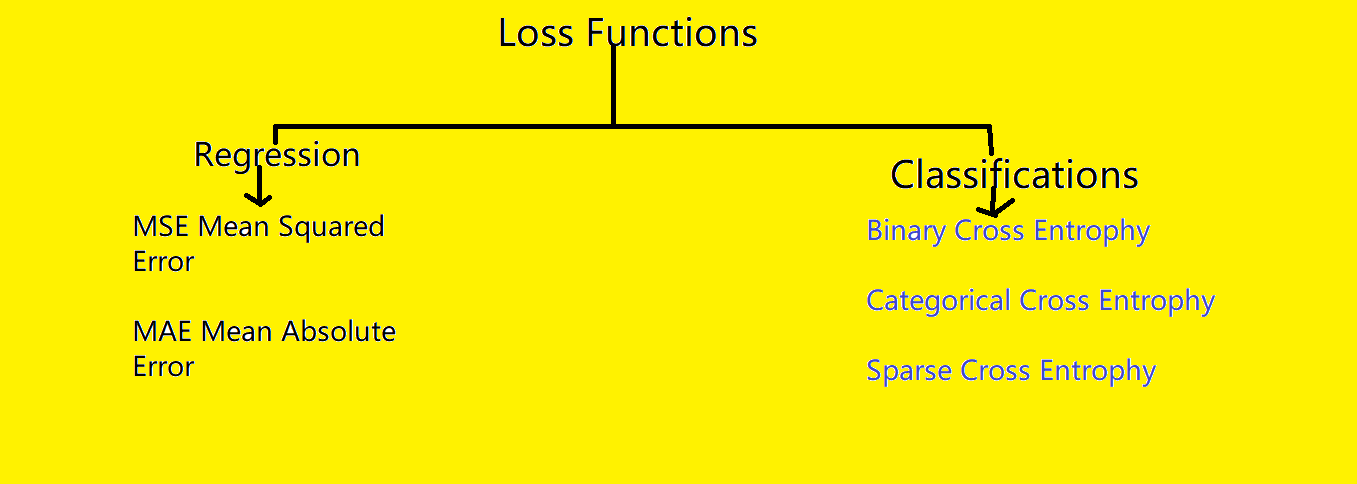 Loss Functions
Regression
MSE Mean Squared
Error
MAE Mean Absolute
Error
Classifications
Binary Cross Entrophy
Categorical Cross Entrophy
Sparse Cross Entrophy